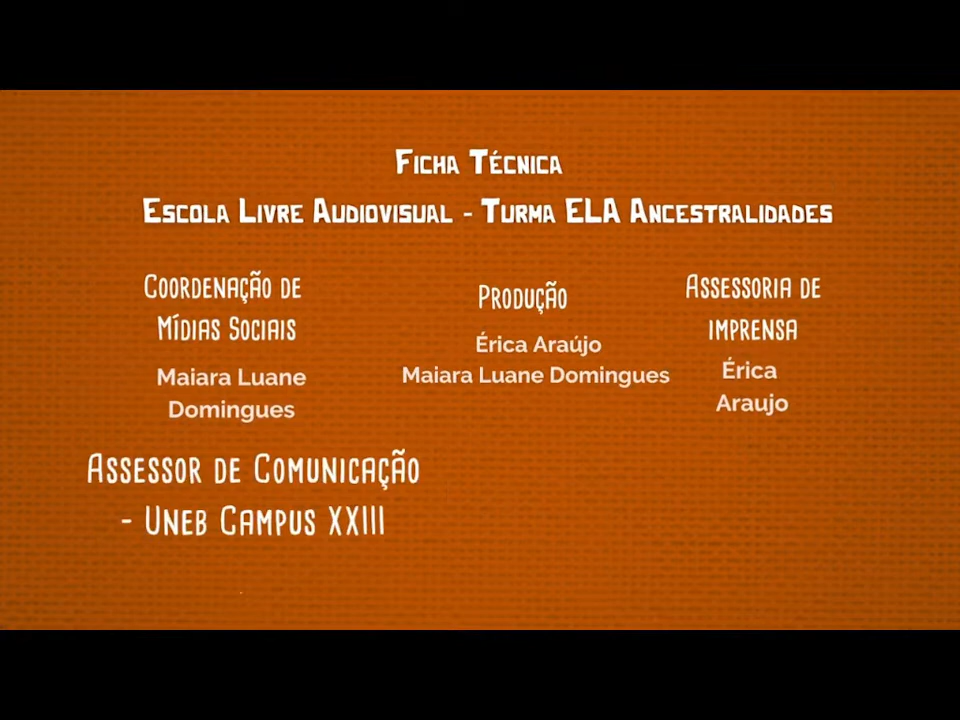 Ficha Técnica
Escola Livre Audiovisual - Turma ELA Ancestralidades
Coordenação de
Mídias Sociais
Maiara Luane
Domingues
Produção
Érica Araújo
Maiara Luane Domingues
Assessoria de
imprensa
Érica
Araujo
Assessor de Comunicação
- Uneb Campus XXIII